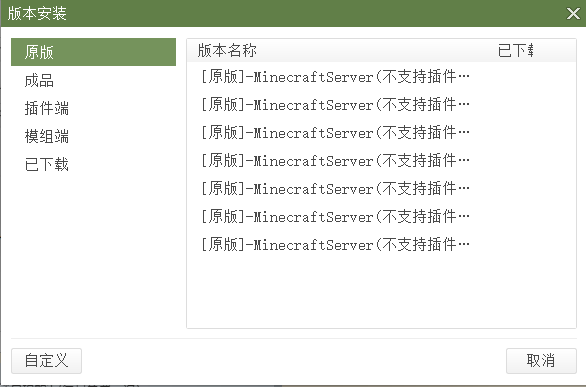 版本安装
原版
成品
插件端
模组端
已下载
版本名称 已下
[原版]-MinecraftServer(不支持插件…
[原版]-MinecraftServer(不支持插件…
[原版]-MinecraftServer(不支持插件…
[原版]-MinecraftServer(不支持插件…
[原版]-MinecraftServer(不支持插件…
[原版]-MinecraftServer(不支持插件…
[原版]-MinecraftServer(不支持插件…
自定义 取消